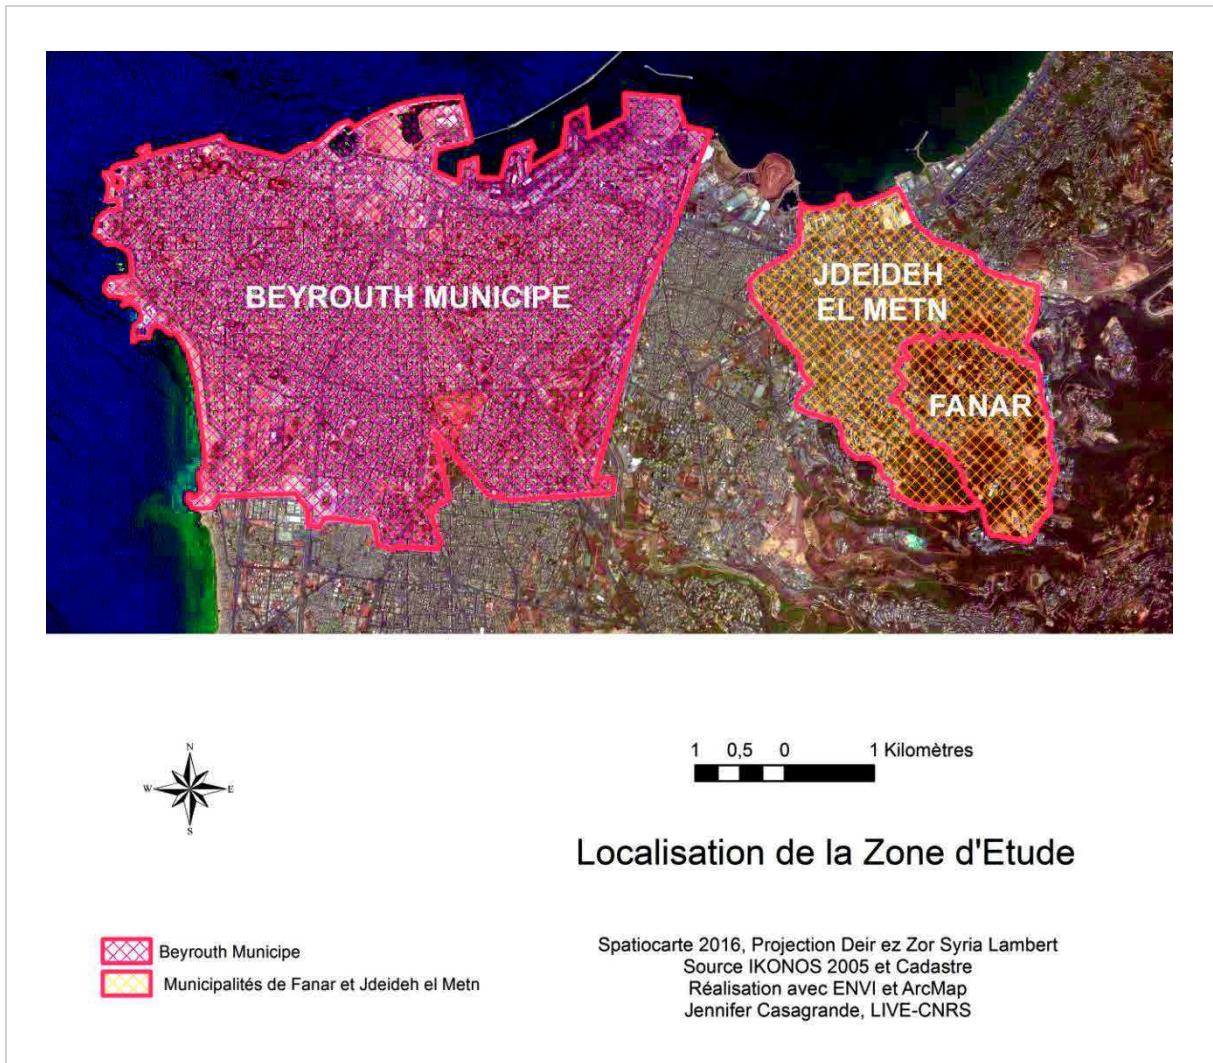 BEYROUTH MUNICIPE
JDEIDEH
EL METN
FANAR
N
W E
S
1 0,5 0 1 Kilomètres
Localisation de la Zone d'Etude
Beyrouth Municipe
Municipalités de Fanar et Jdeideh el Metn
Spatiocarte 2016, Projection Deir ez Zor Syria Lambert
Source IKONOS 2005 et Cadastre
Réalisation avec ENVI et ArcMap
Jennifer Casagrande, LIVE-CNRS